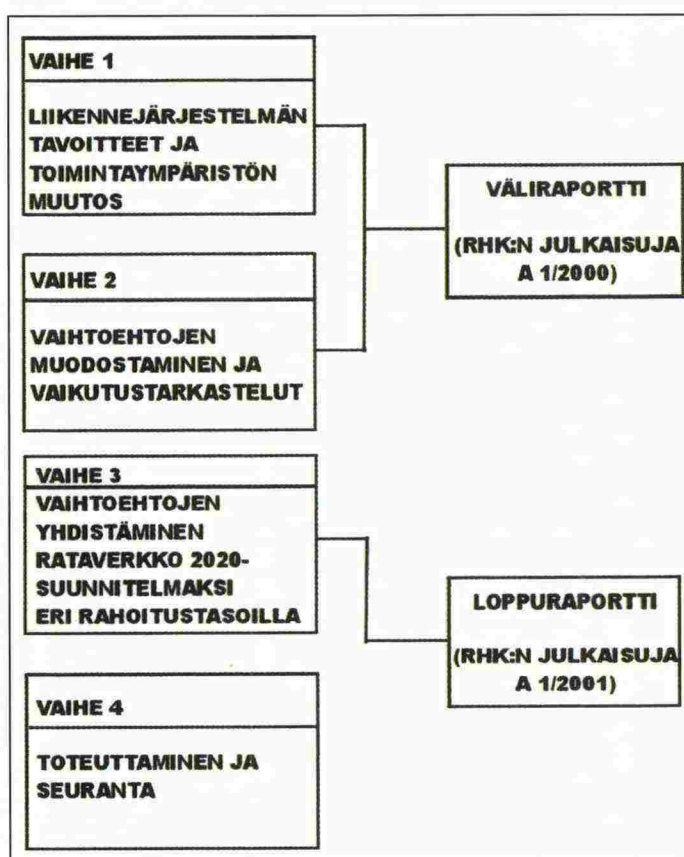 VAIHE 1
LIIKENNEJÄRJESTELMÄN
TAVOITTEET JA
TOIMINTAYMPÄRISTÖN
MUUTOS
VÄLIRAPORTTI
(RHK:N JULKAISUJA
A 1/2000)
VAIHE 2
VAIHTOEHTOJEN
MUODOSTAMINEN JA
VAIKUTUSTARKASTELUT
VAIHE 3
VAIHTOEHTOJEN
YHDISTÄMINEN
RATAVERKKO 2020-
SUUNNITELMAKSI
ERI RAHOITUSTASOILLA
LOPPURAPORTTI
(RHK:N JULKAISUJA
A 1/2001)
VAIHE 4
TOTEUTTAMINEN JA
SEURANTA